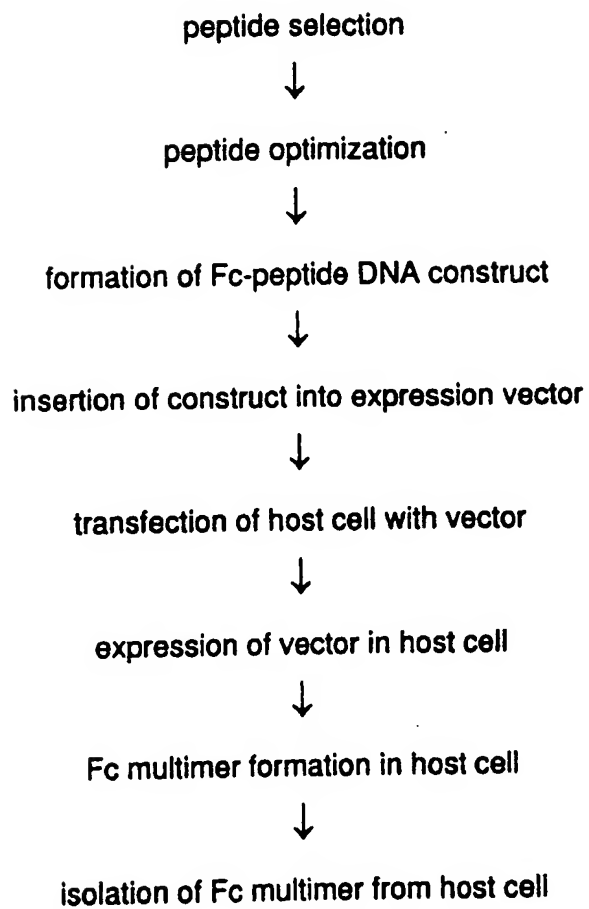 peptide selection
↓
peptide optimization
↓
formation of Fc-peptide DNA construct
↓
insertion of construct into expression vector
↓
transfection of host cell with vector
↓
expression of vector in host cell
↓
Fc multimer formation in host cell
↓
isolation of Fc multimer from host cell